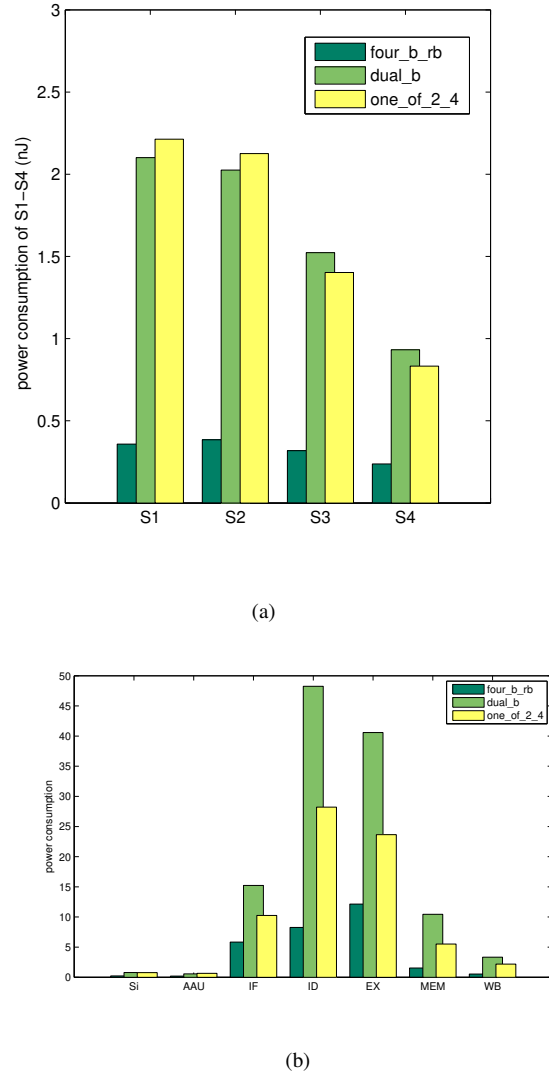 3
2.5
2
1.5
1
0.5
0
power consumption of S1−S4 (nJ)
four_b_rb
dual_b
one_of_2_4
S1 S2 S3 S4
(a)
50
45
40
35
30
25
20
15
10
5
0
power consumption
four_b_rb
dual_b
one_of_2_4
Si AAU IF ID EX MEM WB
(b)